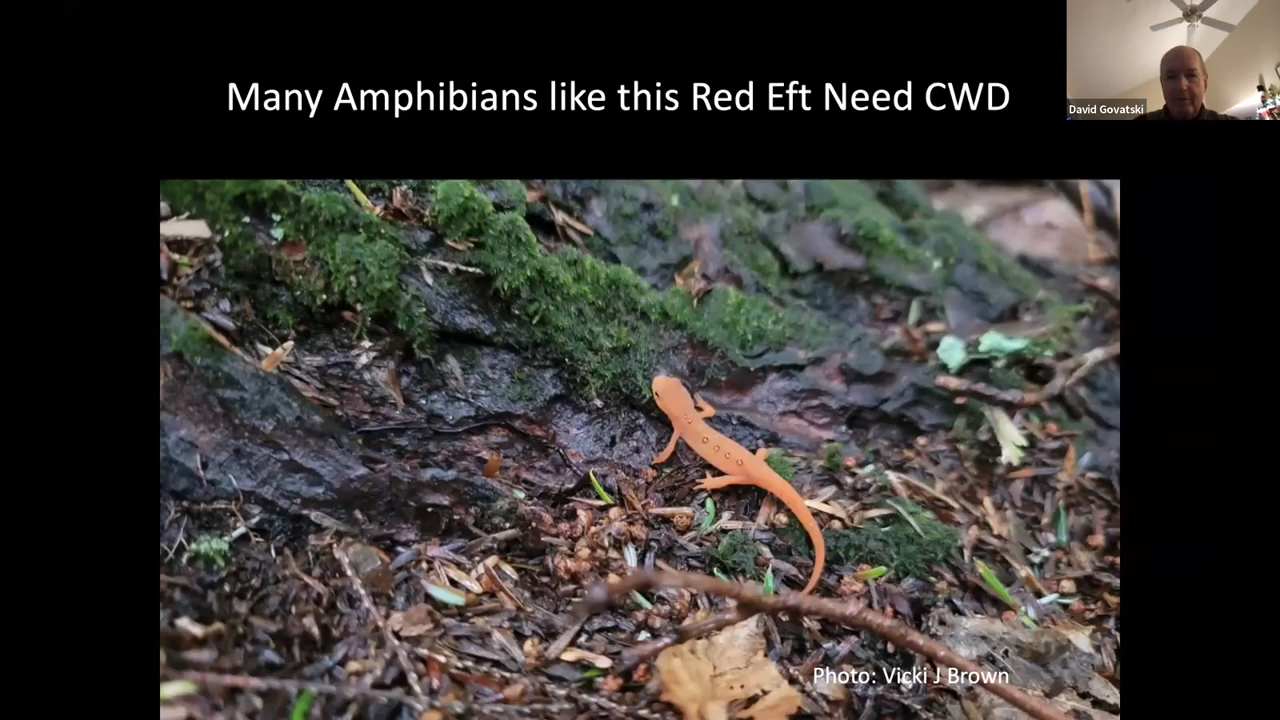 Many Amphibians like this Red Eft Need CWD
David Govatski
Photo: Vicki J Brown